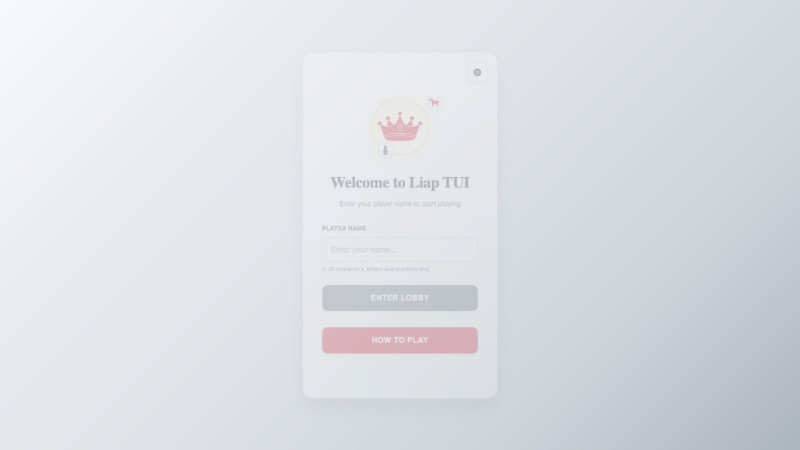 Welcome to Liap TUI
Enter your player name to start playing
PLAYER NAME
Enter your name...
2-20 characters, letters and numbers only
ENTER LOBBY
HOW TO PLAY